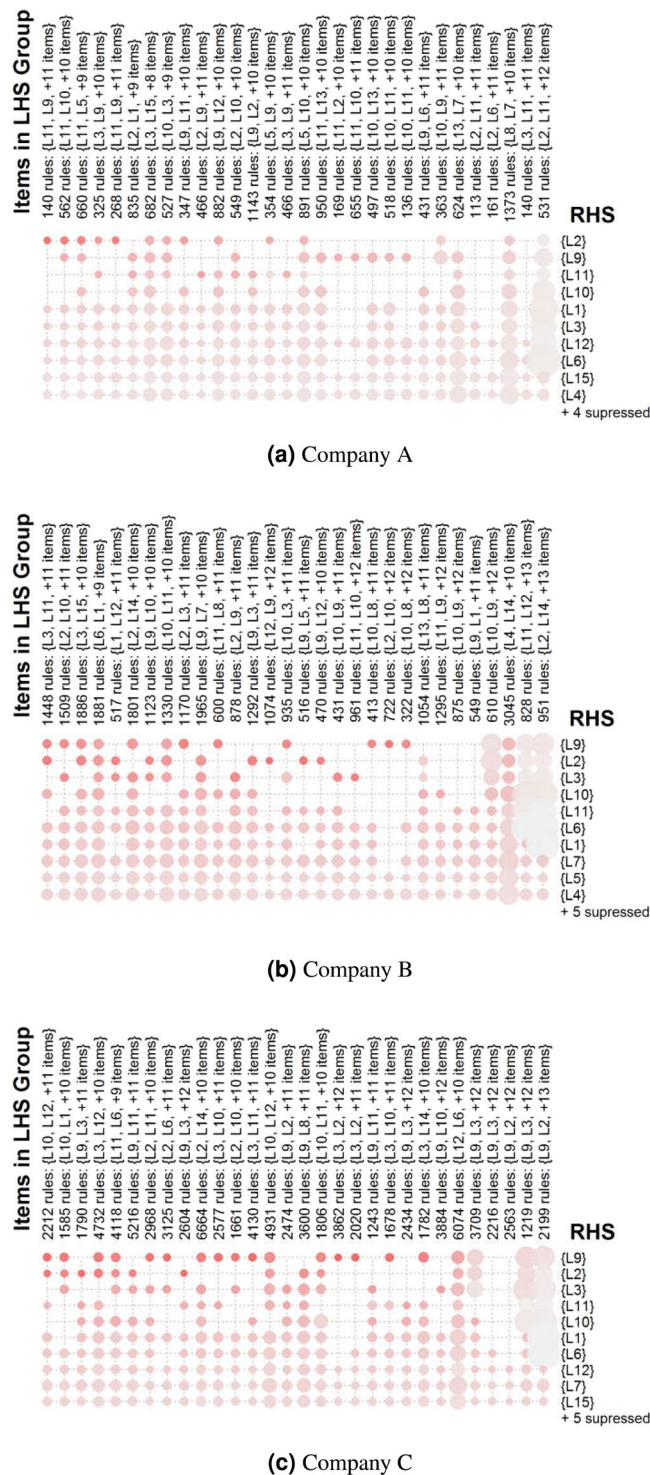 Items in LHS Group
140 rules: {L11, L9, +11 items}
562 rules: {L11, L10, +10 items}
660 rules: {L11, L5, +9 items}
325 rules: {L3, L9, +10 items}
268 rules: {L11, L9, +11 items}
835 rules: {L2, L1, +9 items}
682 rules: {L3, L15, +8 items}
527 rules: {L10, L3, +9 items}
347 rules: {L9, L11, +10 items}
466 rules: {L2, L9, +11 items}
882 rules: {L9, L12, +10 items}
549 rules: {L2, L10, +10 items}
1143 rules: {L9, L2, +10 items}
354 rules: {L5, L9, +10 items}
466 rules: {L3, L9, +11 items}
891 rules: {L5, L10, +10 items}
950 rules: {L11, L13, +10 items}
169 rules: {L11, L2, +10 items}
655 rules: {L11, L10, +11 items}
497 rules: {L10, L13, +10 items}
518 rules: {L10, L11, +10 items}
136 rules: {L10, L11, +10 items}
431 rules: {L9, L6, +11 items}
363 rules: {L10, L9, +11 items}
624 rules: {L13, L7, +10 items}
113 rules: {L2, L11, +11 items}
161 rules: {L2, L6, +11 items}
1373 rules: {L8, L7, +10 items}
140 rules: {L3, L11, +11 items}
531 rules: {L2, L11, +12 items}
RHS
{L2}
{L9}
{L11}
{L10}
{L1}
{L3}
{L12}
{L6}
{L15}
{L4}
+ 4 supressed
(a) Company A
Items in LHS Group
1448 rules: {L3, L11, +11 items}
1509 rules: {L2, L10, +11 items}
1886 rules: {L3, L15, +10 items}
1881 rules: {L6, L1, +9 items}
517 rules: {L1, L12, +11 items}
1801 rules: {L2, L14, +10 items}
1123 rules: {L9, L10, +10 items}
1330 rules: {L10, L11, +10 items}
1170 rules: {L2, L3, +11 items}
1965 rules: {L9, L7, +10 items}
600 rules: {L11, L8, +11 items}
878 rules: {L2, L9, +11 items}
1292 rules: {L9, L3, +11 items}
1074 rules: {L12, L9, +12 items}
935 rules: {L10, L3, +11 items}
516 rules: {L9, L5, +11 items}
470 rules: {L9, L12, +10 items}
431 rules: {L10, L9, +11 items}
961 rules: {L11, L10, +12 items}
413 rules: {L10, L8, +11 items}
722 rules: {L2, L10, +12 items}
322 rules: {L10, L8, +12 items}
1054 rules: {L13, L8, +11 items}
1295 rules: {L11, L9, +12 items}
875 rules: {L10, L9, +12 items}
549 rules: {L9, L1, +11 items}
610 rules: {L10, L9, +12 items}
3045 rules: {L4, L14, +10 items}
828 rules: {L11, L12, +13 items}
951 rules: {L2, L14, +13 items}
RHS
{L9}
{L2}
{L3}
{L10}
{L11}
{L6}
{L1}
{L7}
{L5}
{L4}
+ 5 supressed
(b) Company B
Items in LHS Group
2212 rules: {L10, L12, +11 items}
1585 rules: {L10, L1, +10 items}
1790 rules: {L9, L3, +11 items}
4732 rules: {L3, L12, +10 items}
4118 rules: {L11, L6, +9 items}
5216 rules: {L9, L11, +11 items}
2968 rules: {L2, L11, +10 items}
3125 rules: {L2, L6, +11 items}
2604 rules: {L9, L3, +12 items}
6664 rules: {L2, L14, +10 items}
2577 rules: {L3, L10, +11 items}
1661 rules: {L2, L10, +10 items}
4130 rules: {L3, L11, +11 items}
4931 rules: {L10, L12, +10 items}
2474 rules: {L9, L2, +11 items}
3600 rules: {L9, L8, +11 items}
1806 rules: {L10, L11, +10 items}
3862 rules: {L3, L2, +12 items}
2020 rules: {L3, L2, +11 items}
1243 rules: {L9, L11, +11 items}
1678 rules: {L3, L10, +11 items}
2434 rules: {L9, L2, +12 items}
1782 rules: {L3, L14, +10 items}
3884 rules: {L9, L10, +12 items}
6074 rules: {L12, L6, +10 items}
3709 rules: {L9, L3, +12 items}
2216 rules: {L9, L3, +12 items}
2563 rules: {L9, L2, +12 items}
1219 rules: {L9, L3, +12 items}
2199 rules: {L9, L2, +13 items}
RHS
{L9}
{L2}
{L3}
{L11}
{L10}
{L1}
{L6}
{L12}
{L7}
{L15}
+ 5 supressed
(c) Company C